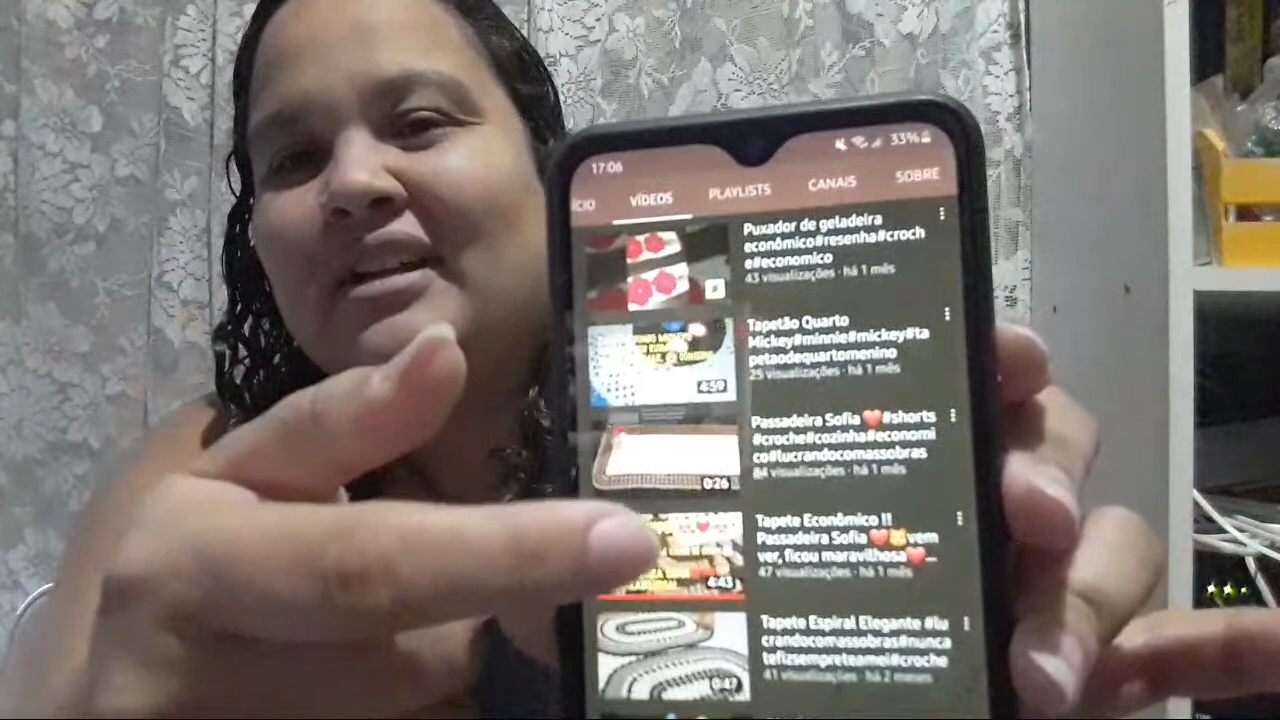 17:06
33%
ÍCIO VÍDEOS PLAYLISTS CANAIS SOBRE
Puxador de geladeira
econômico#resenha#croch
e#economico
43 visualizações · há 1 mês
Tapetão Quarto
Mickey#minnie#mickey#ta
petaodequartomenino
25 visualizações · há 1 mês
4:59
Passadeira Sofia ❤️#shorts
#croche#cozinha#economi
co#lucrandocomassobras
84 visualizações · há 1 mês
0:26
Tapete Econômico !!
Passadeira Sofia ❤️🐱vem
ver, ficou maravilhosa❤️...
47 visualizações · há 1 mês
4:43
Tapete Espiral Elegante #lu
crandocomassobras#nunca
tefizsempreteamei#croche
41 visualizações · há 2 meses
0:47